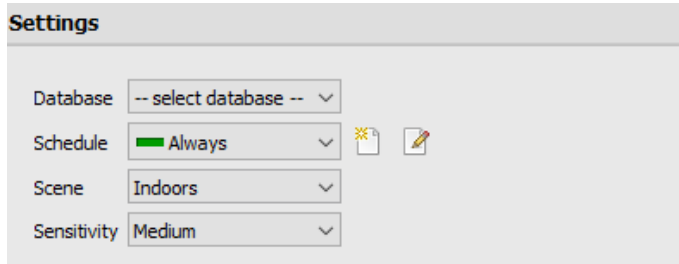 Settings
Database -- select database --
Schedule Always
Scene Indoors
Sensitivity Medium